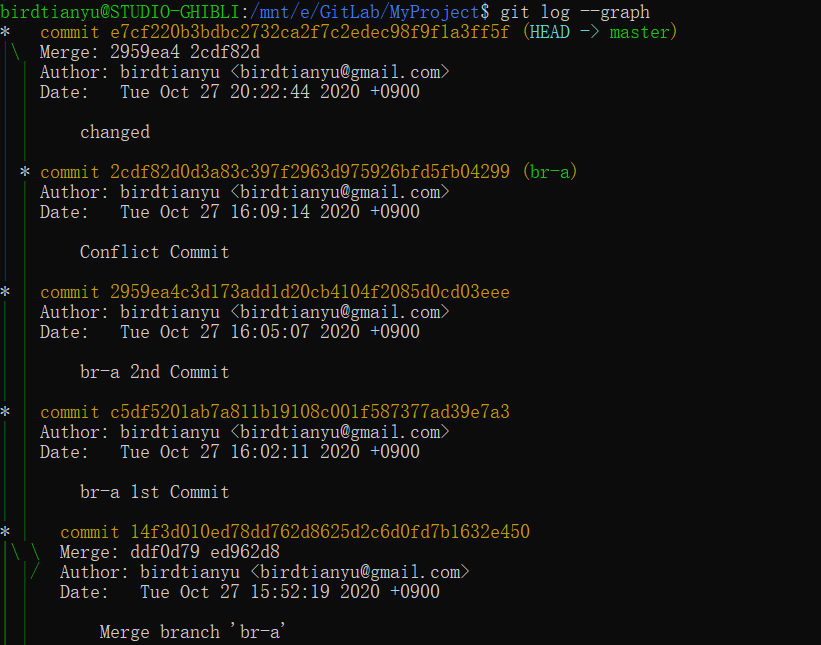 birdtianyu@STUDIO-GHIBLI:/mnt/e/GitLab/MyProject$ git log --graph
*   commit e7cf220b3bdbc2732ca2f7c2edec98f9f1a3ff5f (HEAD -> master)
|\  Merge: 2959ea4 2cdf82d
| | Author: birdtianyu <birdtianyu@gmail.com>
| | Date:   Tue Oct 27 20:22:44 2020 +0900
| |
| |     changed
| |
| * commit 2cdf82d0d3a83c397f2963d975926bfd5fb04299 (br-a)
| | Author: birdtianyu <birdtianyu@gmail.com>
| | Date:   Tue Oct 27 16:09:14 2020 +0900
| |
| |     Conflict Commit
| |
* | commit 2959ea4c3d173add1d20cb4104f2085d0cd03eee
| | Author: birdtianyu <birdtianyu@gmail.com>
| | Date:   Tue Oct 27 16:05:07 2020 +0900
| |
| |     br-a 2nd Commit
| |
* | commit c5df5201ab7a811b19108c001f587377ad39e7a3
| | Author: birdtianyu <birdtianyu@gmail.com>
| | Date:   Tue Oct 27 16:02:11 2020 +0900
| |
| |     br-a 1st Commit
| |
* |   commit 14f3d010ed78dd762d8625d2c6d0fd7b1632e450
|\ \  Merge: ddf0d79 ed962d8
| |/  Author: birdtianyu <birdtianyu@gmail.com>
| |   Date:   Tue Oct 27 15:52:19 2020 +0900
| |
| |       Merge branch 'br-a'